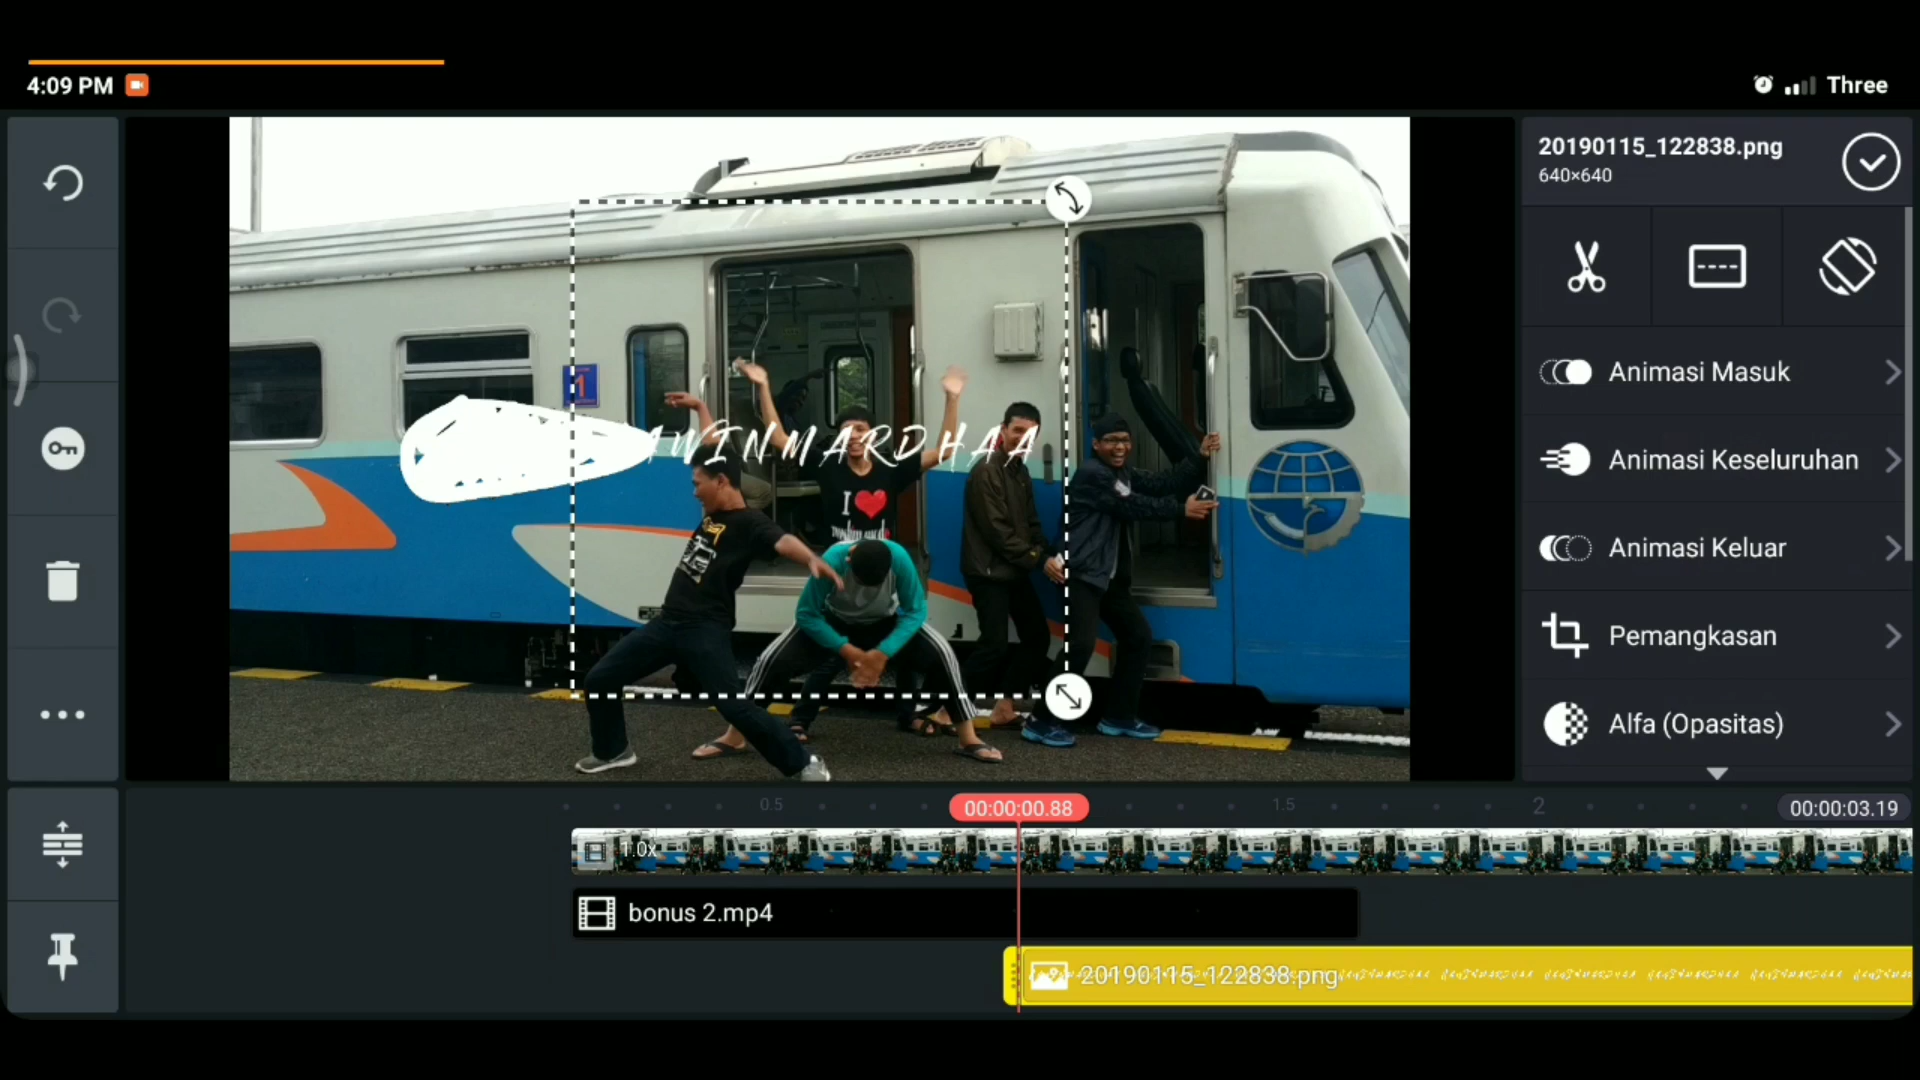 4:09 PM
Three
20190115_122838.png
640×640
1
WINMARDHAA
I
Animasi Masuk
Animasi Keseluruhan
Animasi Keluar
Pemangkasan
Alfa (Opasitas)
0.5
00:00:00.88
1.5
2
00:00:03.19
1.0x
bonus 2.mp4
20190115_122838.png